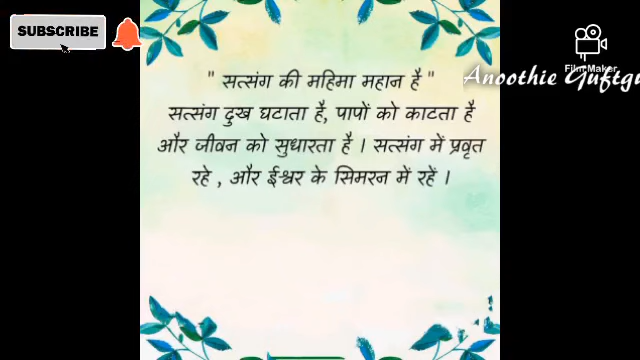 SUBSCRIBE
Film Maker
Anoothie Guftgu
" सत्संग की महिमा महान है "
सत्संग दुख घटाता है, पापों को काटता है
और जीवन को सुधारता है । सत्संग में प्रवृत
रहे , और ईश्वर के सिमरन में रहें ।